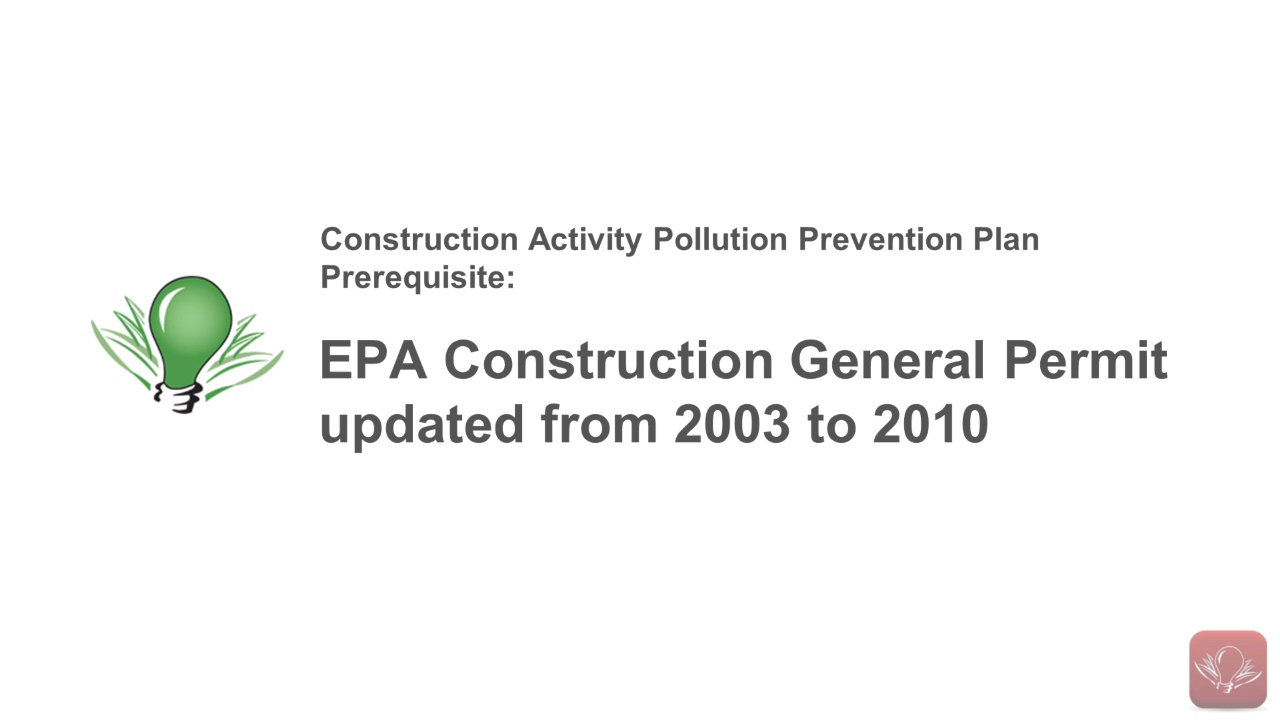 Construction Activity Pollution Prevention Plan
Prerequisite:
EPA Construction General Permit
updated from 2003 to 2010